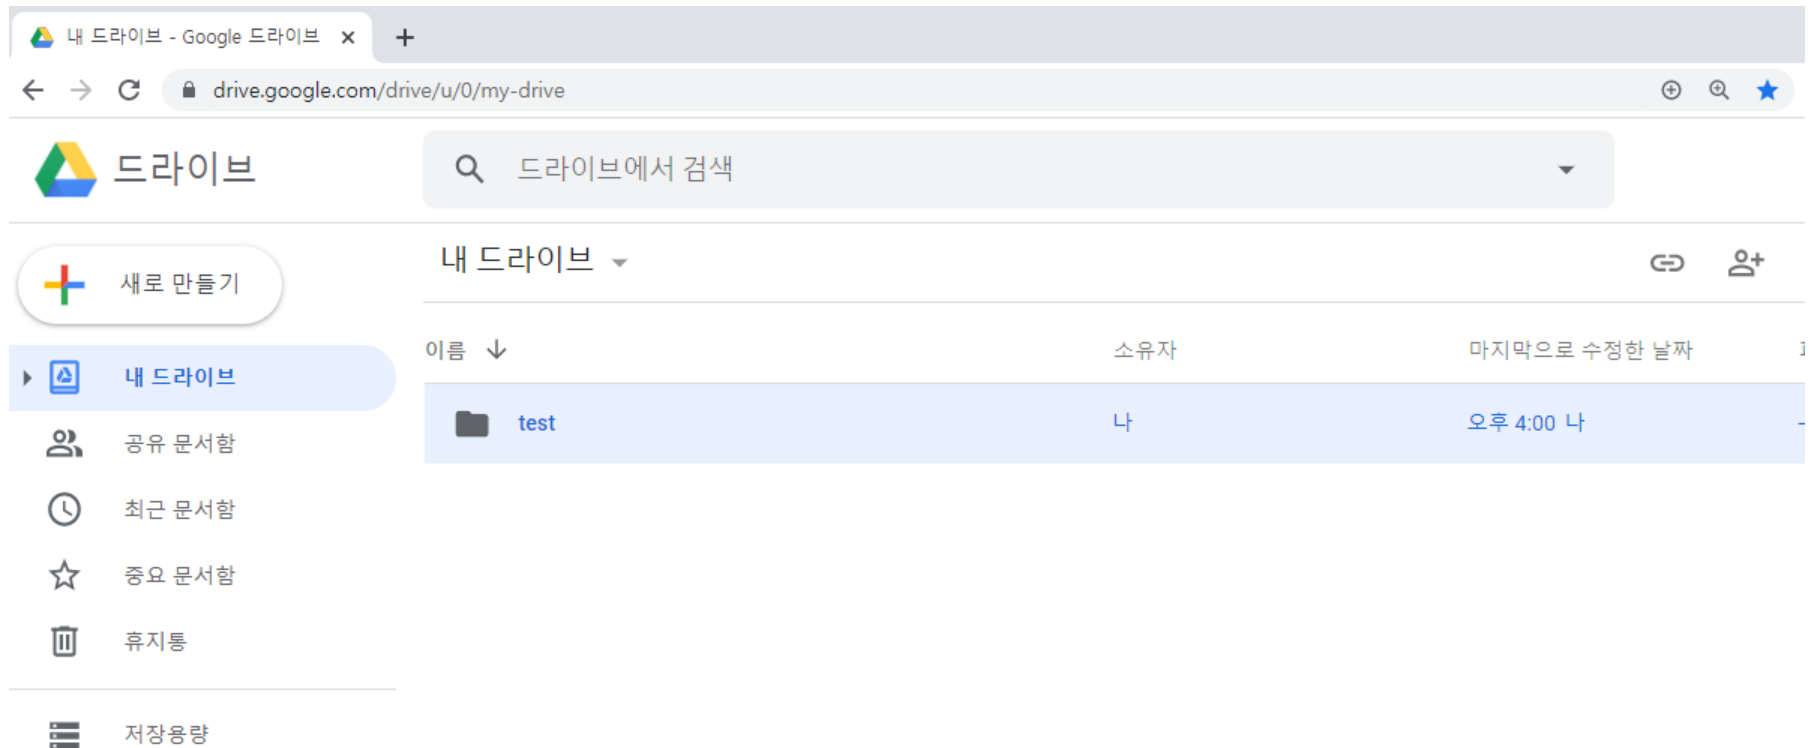 내 드라이브 - Google 드라이브
drive.google.com/drive/u/0/my-drive
드라이브
드라이브에서 검색
새로 만들기
내 드라이브
공유 문서함
최근 문서함
중요 문서함
휴지통
저장용량
내 드라이브
이름 소유자 마지막으로 수정한 날짜
test 나 오후 4:00 나 -